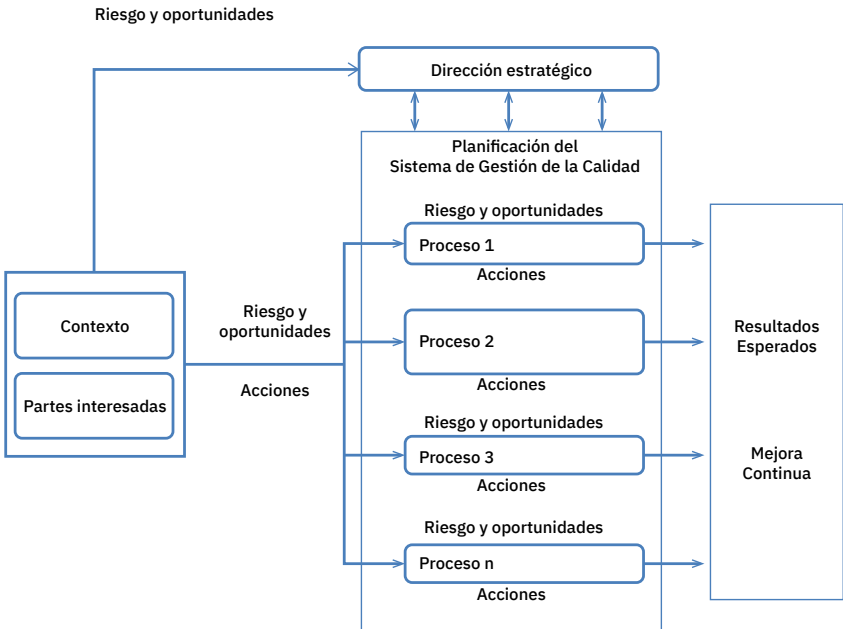 Riesgo y oportunidades
Dirección estratégico
Planificación del
Sistema de Gestión de la Calidad
Contexto
Partes interesadas
Riesgo y
oportunidades
Acciones
Riesgo y oportunidades
Proceso 1
Acciones
Proceso 2
Acciones
Riesgo y oportunidades
Proceso 3
Acciones
Riesgo y oportunidades
Proceso n
Acciones
Resultados
Esperados
Mejora
Continua